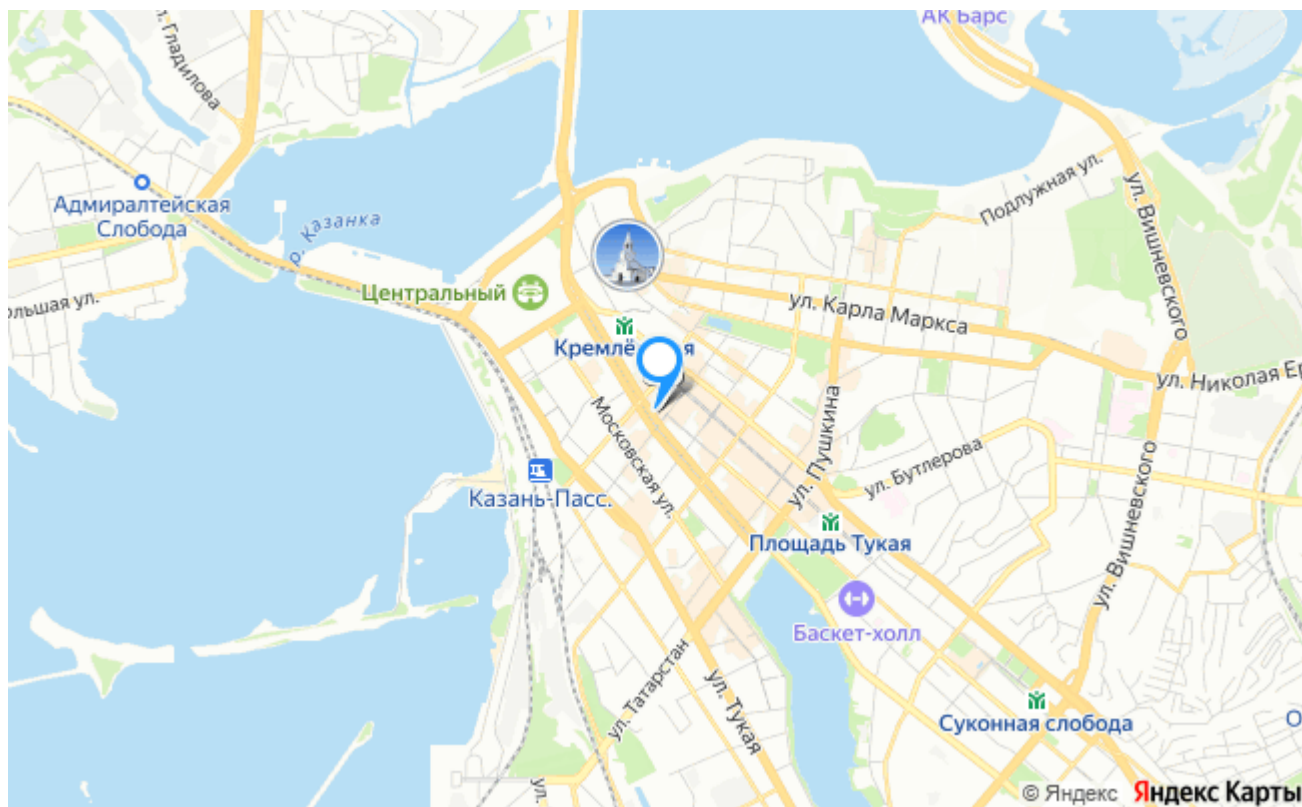 АК Барс
ул. Гладилова
Подлужная ул.
ул. Вишневского
Адмиралтейская
Слобода
р. Казанка
Центральный
ул. Карла Маркса
Кремлё
я
ул. Николая Ер
Московская ул.
ул. Пушкина
ул. Бутлерова
Казань-Пасс.
Площадь Тукая
ул. Вишневского
Баскет-холл
ул. Татарстан
ул. Тукая
Суконная слобода
О
ул.
© Яндекс Яндекс Карты